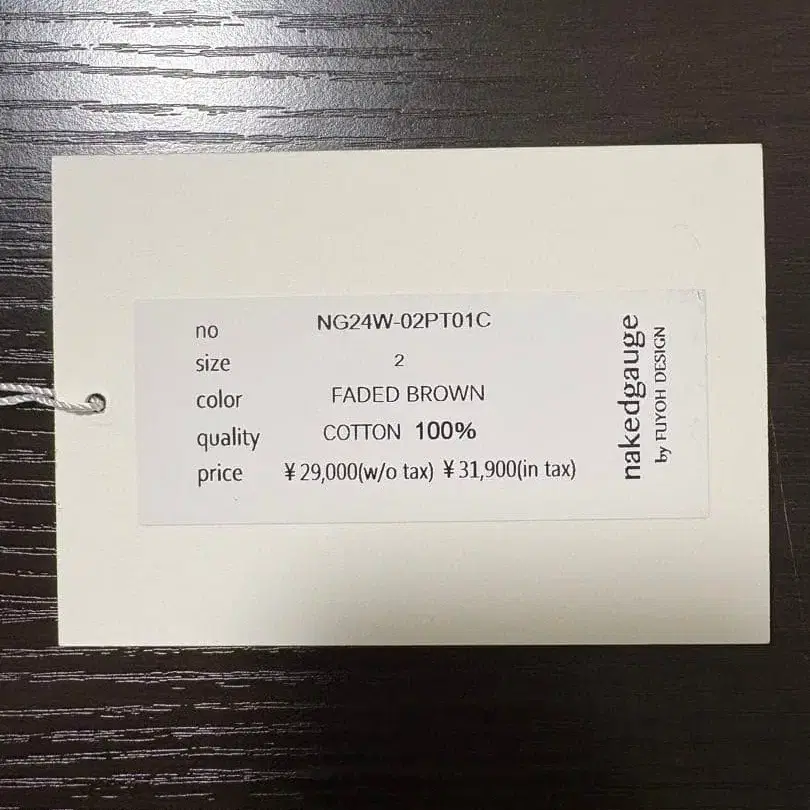 no NG24W-02PT01C
size 2
color FADED BROWN
quality COTTON 100%
price ¥29,000(w/o tax) ¥31,900(in tax)
nakedgauge
by FUYOH DESIGN